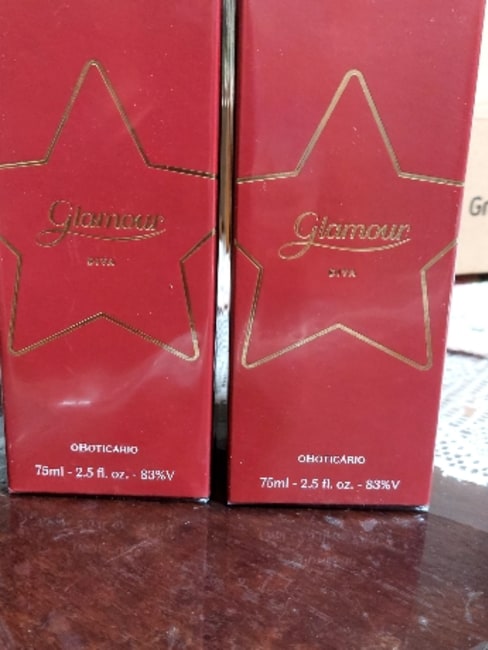 Glamour
DIVA
OBOTICÁRIO
75ml - 2.5 fl. oz. - 83%V
Glamour
DIVA
OBOTICÁRIO
75ml - 2.5 fl. oz. - 83%V